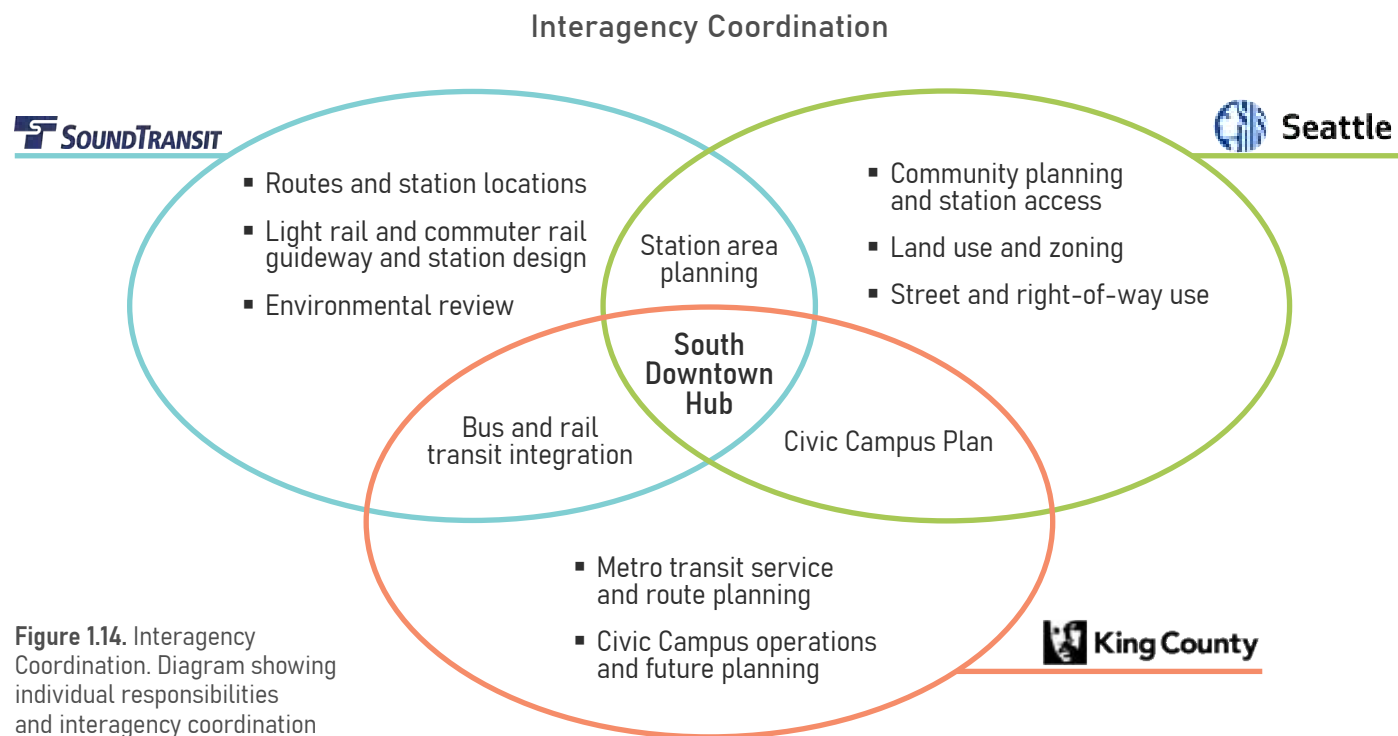 Interagency Coordination
SOUNDTRANSIT
Seattle
▪ Routes and station locations
▪ Light rail and commuter rail
guideway and station design
▪ Environmental review
Station area
planning
▪ Community planning
and station access
▪ Land use and zoning
▪ Street and right-of-way use
South
Downtown
Hub
Bus and rail
transit integration
Civic Campus Plan
▪ Metro transit service
and route planning
▪ Civic Campus operations
and future planning
King County
Figure 1.14. Interagency
Coordination. Diagram showing
individual responsibilities
and interagency coordination